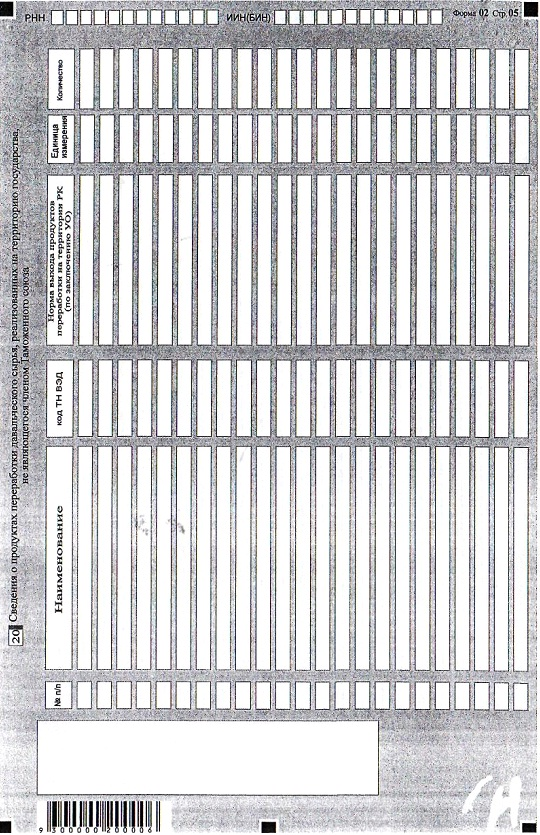 РНН ИИН(БИН) Форма 02 Стр. 05
20 Сведения о продуктах переработки давальческого сырья, реализованных на территорию государства,
не являющегося членом Таможенного союза
№ п/п
Наименование
код ТН ВЭД
Норма выхода продуктов
переработки на территории РК
(по заключению УО)
Единица
измерения
Количество
9 300000 200006